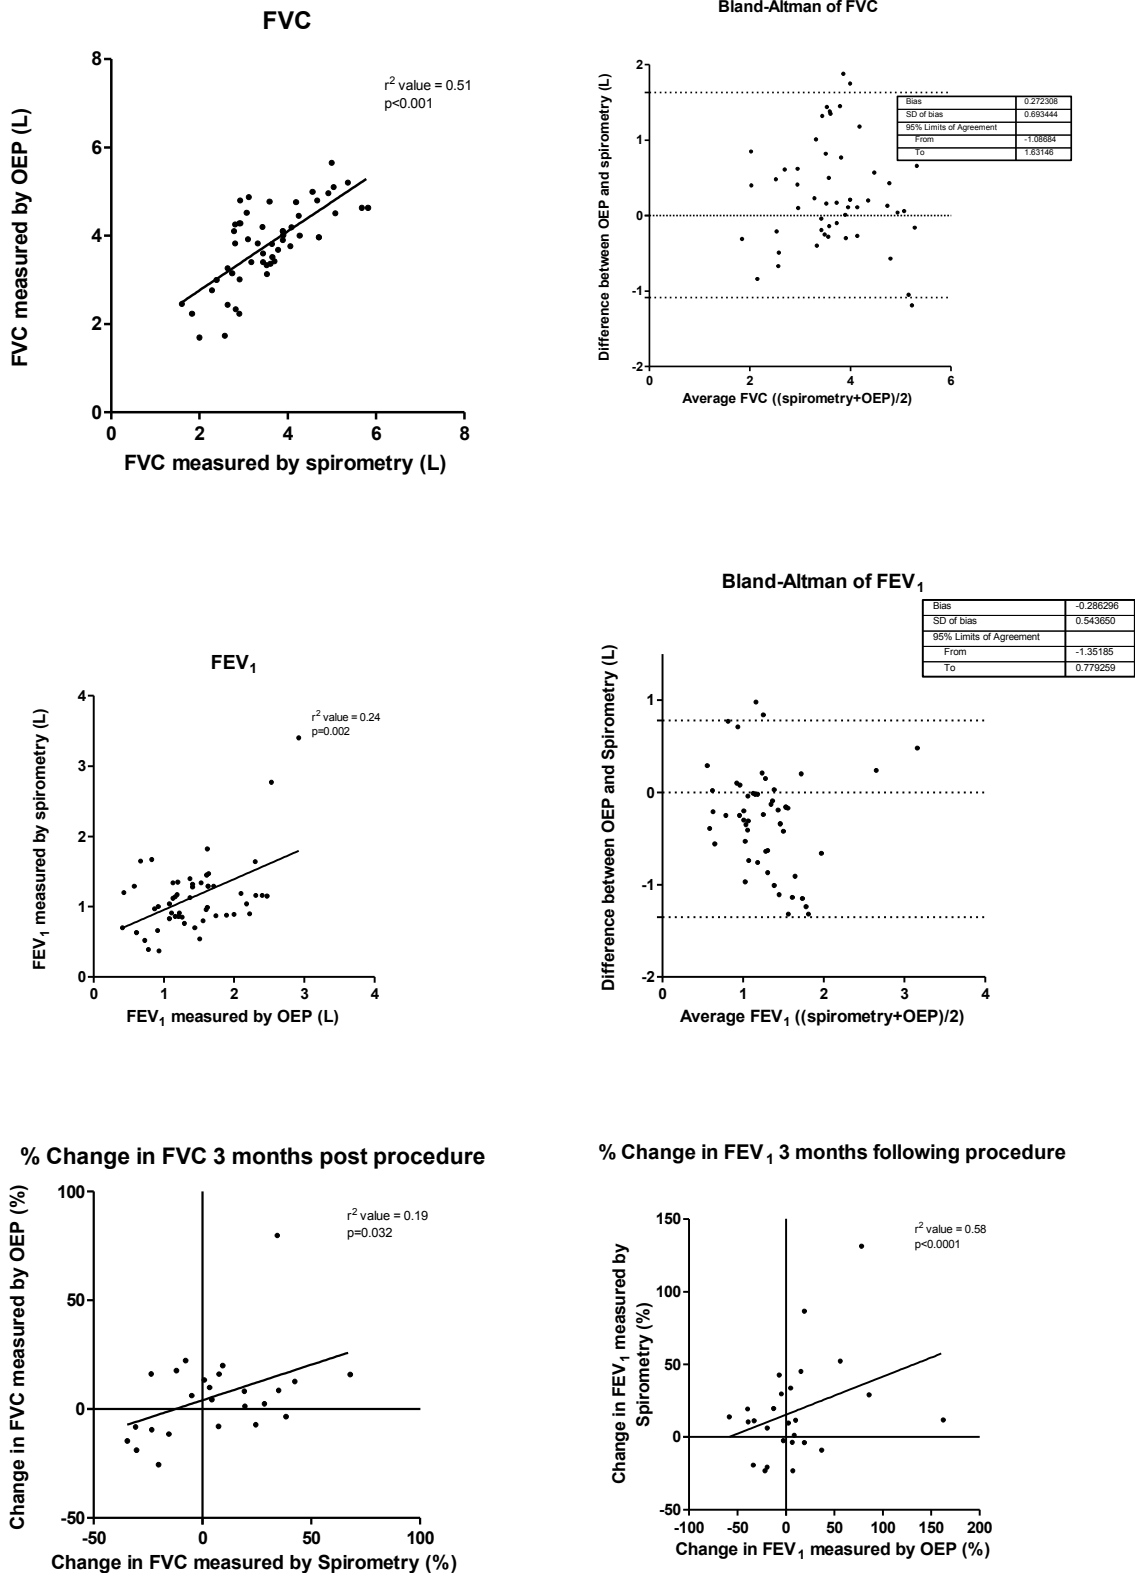 FVC
r² value = 0.51
p<0.001
8
6
4
2
0
0 2 4 6 8
FVC measured by OEP (L)
FVC measured by spirometry (L)
Bland-Altman of FVC
Bias 0.272308
SD of bias 0.693444
95% Limits of Agreement
From -1.08684
To 1.63146
2
1
0
-1
-2
0 2 4 6
Difference between OEP and spirometry (L)
Average FVC ((spirometry+OEP)/2)
FEV₁
r² value = 0.24
p=0.002
4
3
2
1
0
0 1 2 3 4
FEV₁ measured by spirometry (L)
FEV₁ measured by OEP (L)
Bland-Altman of FEV₁
Bias -0.286296
SD of bias 0.543650
95% Limits of Agreement
From -1.35185
To 0.779259
1
0
-1
-2
0 1 2 3 4
Difference between OEP and Spirometry (L)
Average FEV₁ ((spirometry+OEP)/2)
% Change in FVC 3 months post procedure
r² value = 0.19
p=0.032
100
50
0
-50
-50 0 50 100
Change in FVC measured by OEP (%)
Change in FVC measured by Spirometry (%)
% Change in FEV₁ 3 months following procedure
r² value = 0.58
p<0.0001
150
100
50
0
-50
-100 -50 0 50 100 150 200
Change in FEV₁ measured by
Spirometry (%)
Change in FEV₁ measured by OEP (%)